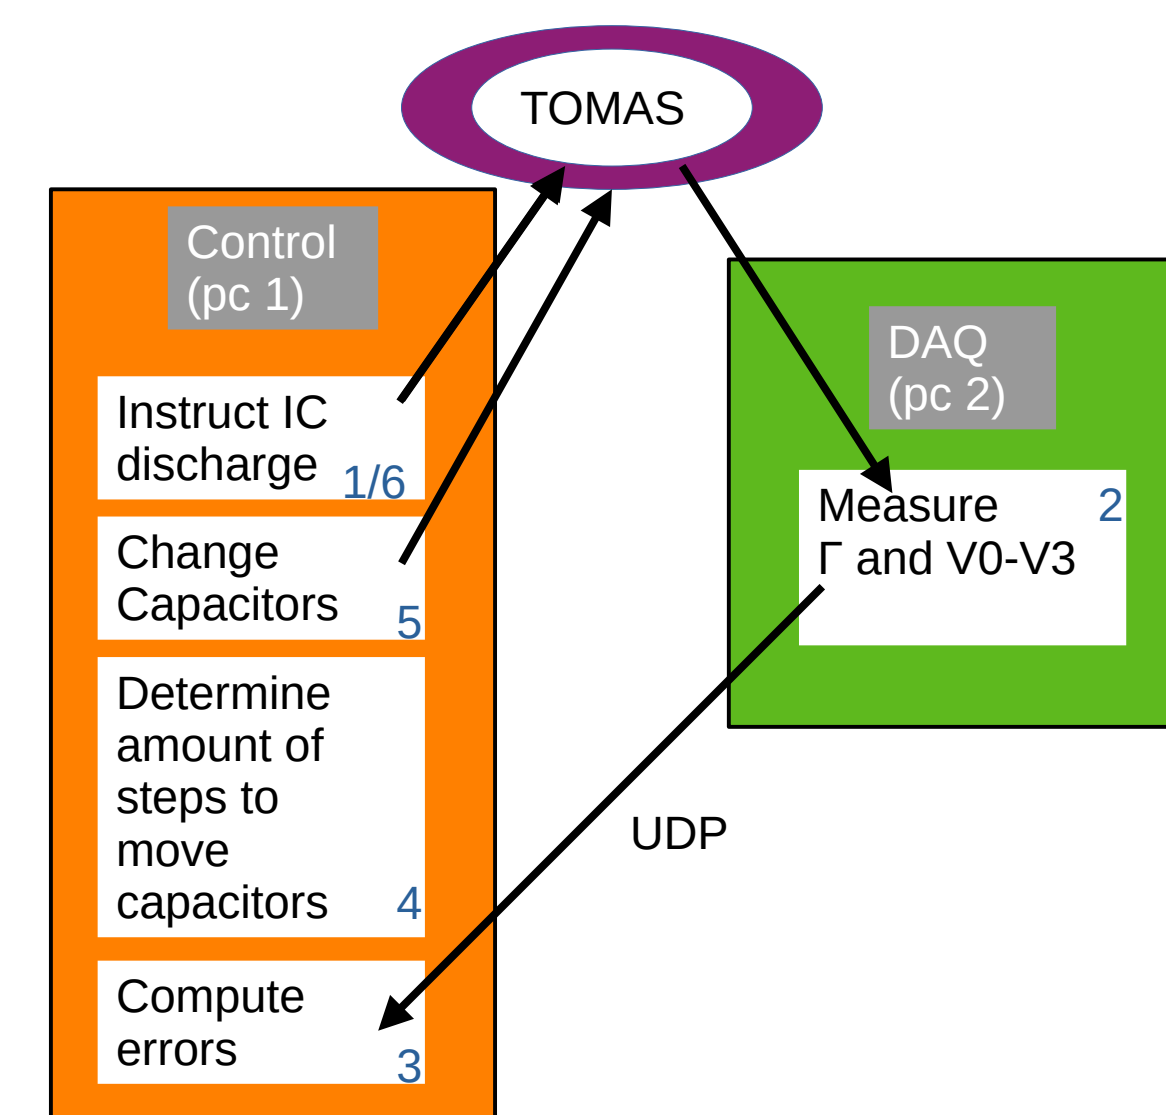 TOMAS
Control
(pc 1)
Instruct IC
discharge 1/6
Change
Capacitors 5
Determine
amount of
steps to
move
capacitors 4
Compute
errors 3
DAQ
(pc 2)
Measure 2
Γ and V0-V3
UDP